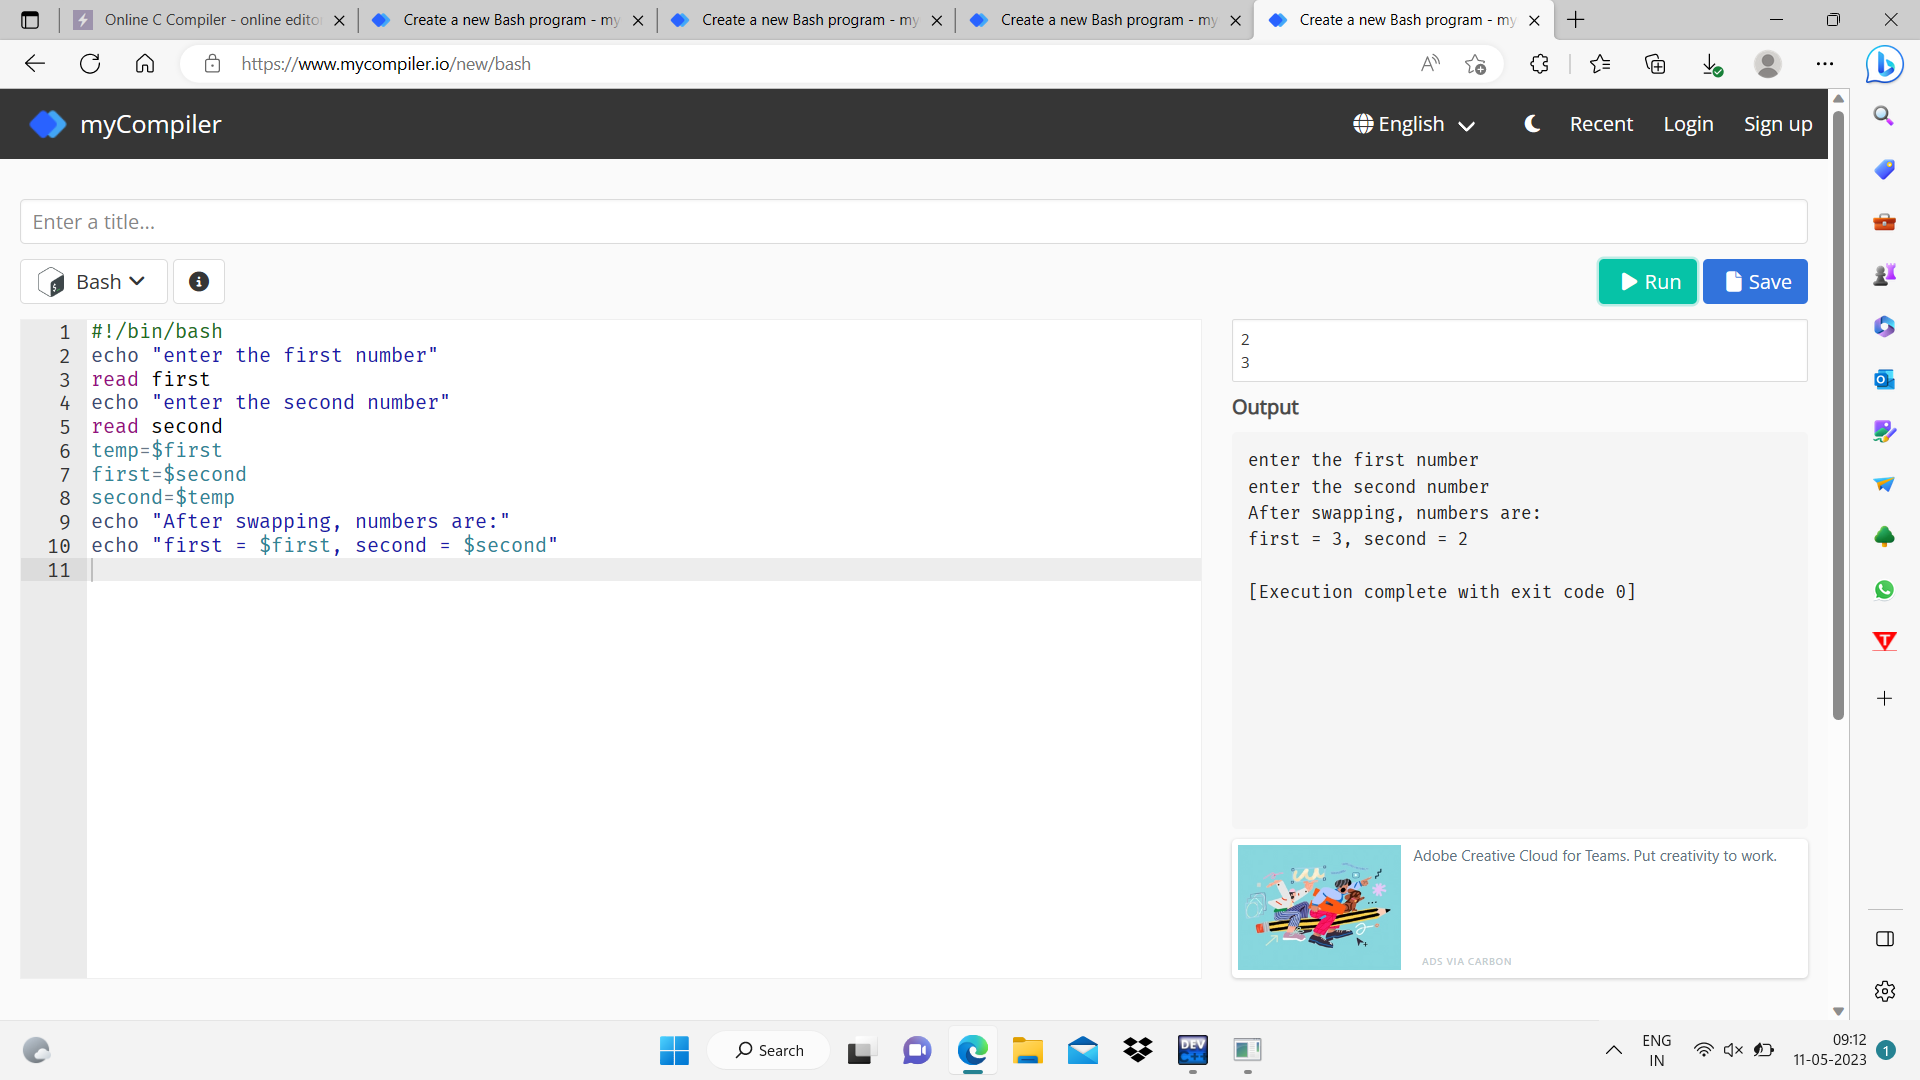 Online C Compiler - online editor
Create a new Bash program - my
Create a new Bash program - my
Create a new Bash program - my
Create a new Bash program - my
https://www.mycompiler.io/new/bash
myCompiler
English
Recent
Login
Sign up
Enter a title...
Bash
Run
Save
1 #!/bin/bash
2 echo "enter the first number"
3 read first
4 echo "enter the second number"
5 read second
6 temp=$first
7 first=$second
8 second=$temp
9 echo "After swapping, numbers are:"
10 echo "first = $first, second = $second"
11
2
3
Output
enter the first number
enter the second number
After swapping, numbers are:
first = 3, second = 2
[Execution complete with exit code 0]
Adobe Creative Cloud for Teams. Put creativity to work.
ADS VIA CARBON
Search
DEV
C++
ENG
IN
09:12
11-05-2023
1